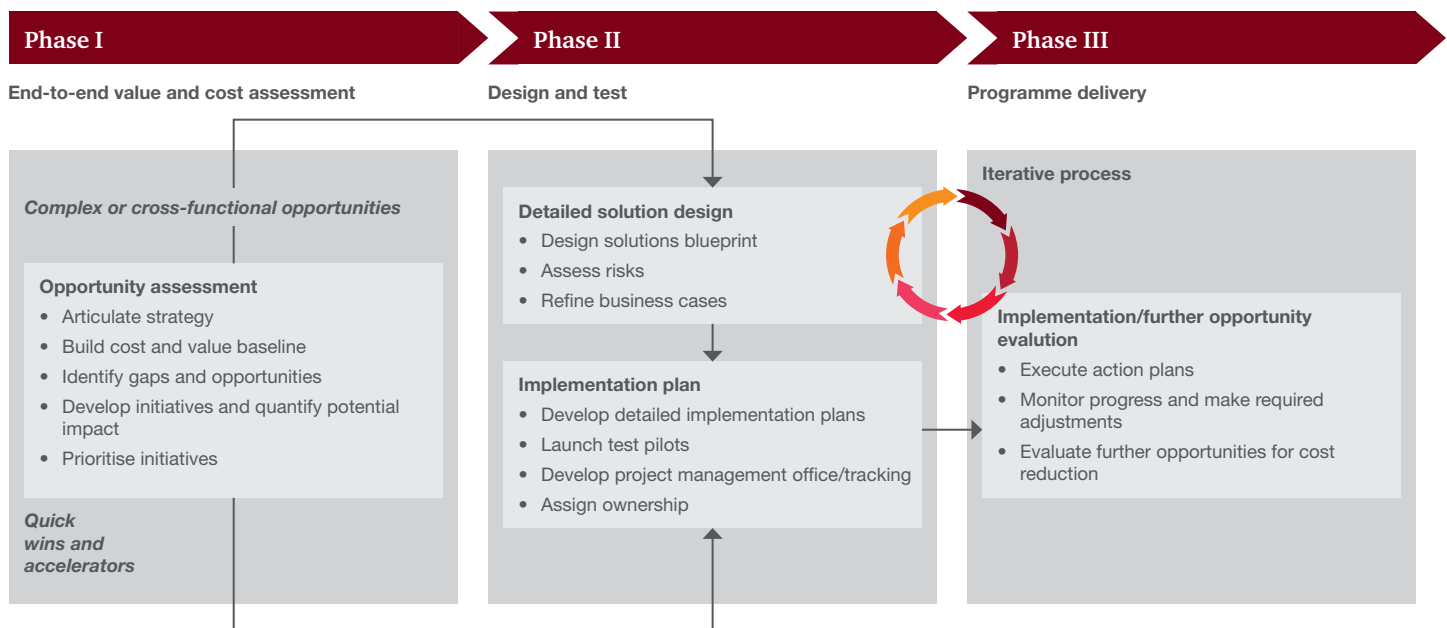 Phase I
Phase II
Phase III
End-to-end value and cost assessment
Design and test
Programme delivery
Complex or cross-functional opportunities
Opportunity assessment
• Articulate strategy
• Build cost and value baseline
• Identify gaps and opportunities
• Develop initiatives and quantify potential
impact
• Prioritise initiatives
Quick
wins and
accelerators
Detailed solution design
• Design solutions blueprint
• Assess risks
• Refine business cases
Implementation plan
• Develop detailed implementation plans
• Launch test pilots
• Develop project management office/tracking
• Assign ownership
Iterative process
Implementation/further opportunity
evalution
• Execute action plans
• Monitor progress and make required
adjustments
• Evaluate further opportunities for cost
reduction